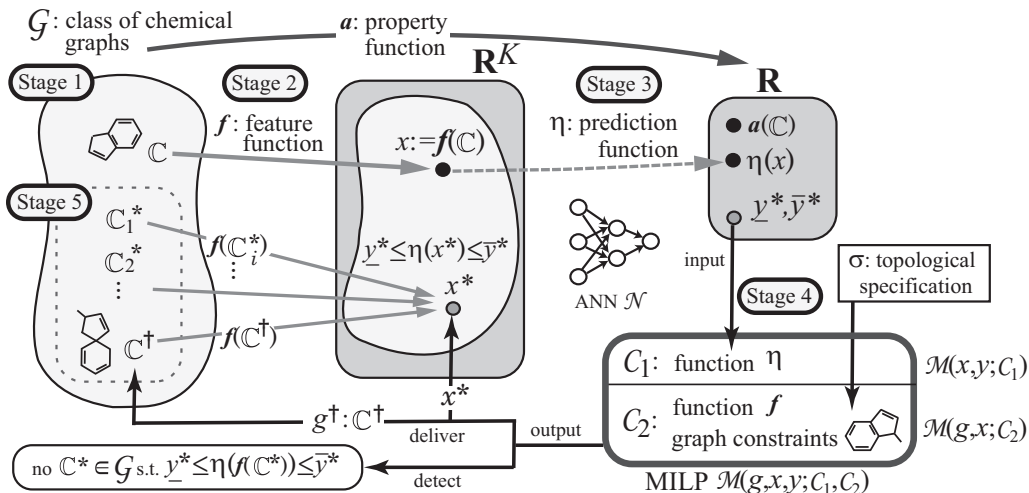 𝒢: class of chemical
graphs
a: property
function
Stage 1
Stage 2
f : feature
function
R^K
Stage 3
η: prediction
function
R
x:=f(ℂ)
a(ℂ)
η(x)
y̲*,y̅*
ℂ
Stage 5
ℂ₁*
ℂ₂*
...
ℂ†
f(ℂᵢ*)
⋮
f(ℂ†)
y̲*≤η(x*)≤y̅*
x*
ANN 𝒩
input
Stage 4
σ: topological
specification
C₁: function η
ℳ(x,y;C₁)
C₂: function f
graph constraints
ℳ(g,x;C₂)
MILP ℳ(g,x,y;C₁,C₂)
g†:ℂ† x*
deliver
output
detect
no ℂ* ∈ 𝒢 s.t. y̲*≤η(f(ℂ*))≤y̅*